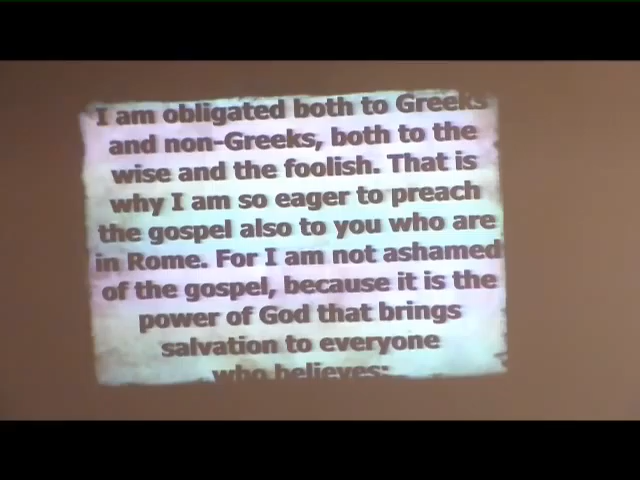 I am obligated both to Greeks
and non-Greeks, both to the
wise and the foolish. That is
why I am so eager to preach
the gospel also to you who are
in Rome. For I am not ashamed
of the gospel, because it is the
power of God that brings
salvation to everyone
who believes: